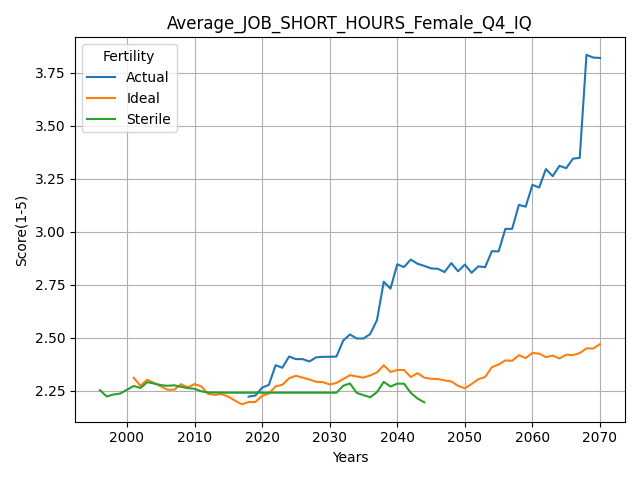 Average_JOB_SHORT_HOURS_Female_Q4_IQ
Fertility
Actual
Ideal
Sterile
Score(1-5)
3.75
3.50
3.25
3.00
2.75
2.50
2.25
2000 2010 2020 2030 2040 2050 2060 2070
Years